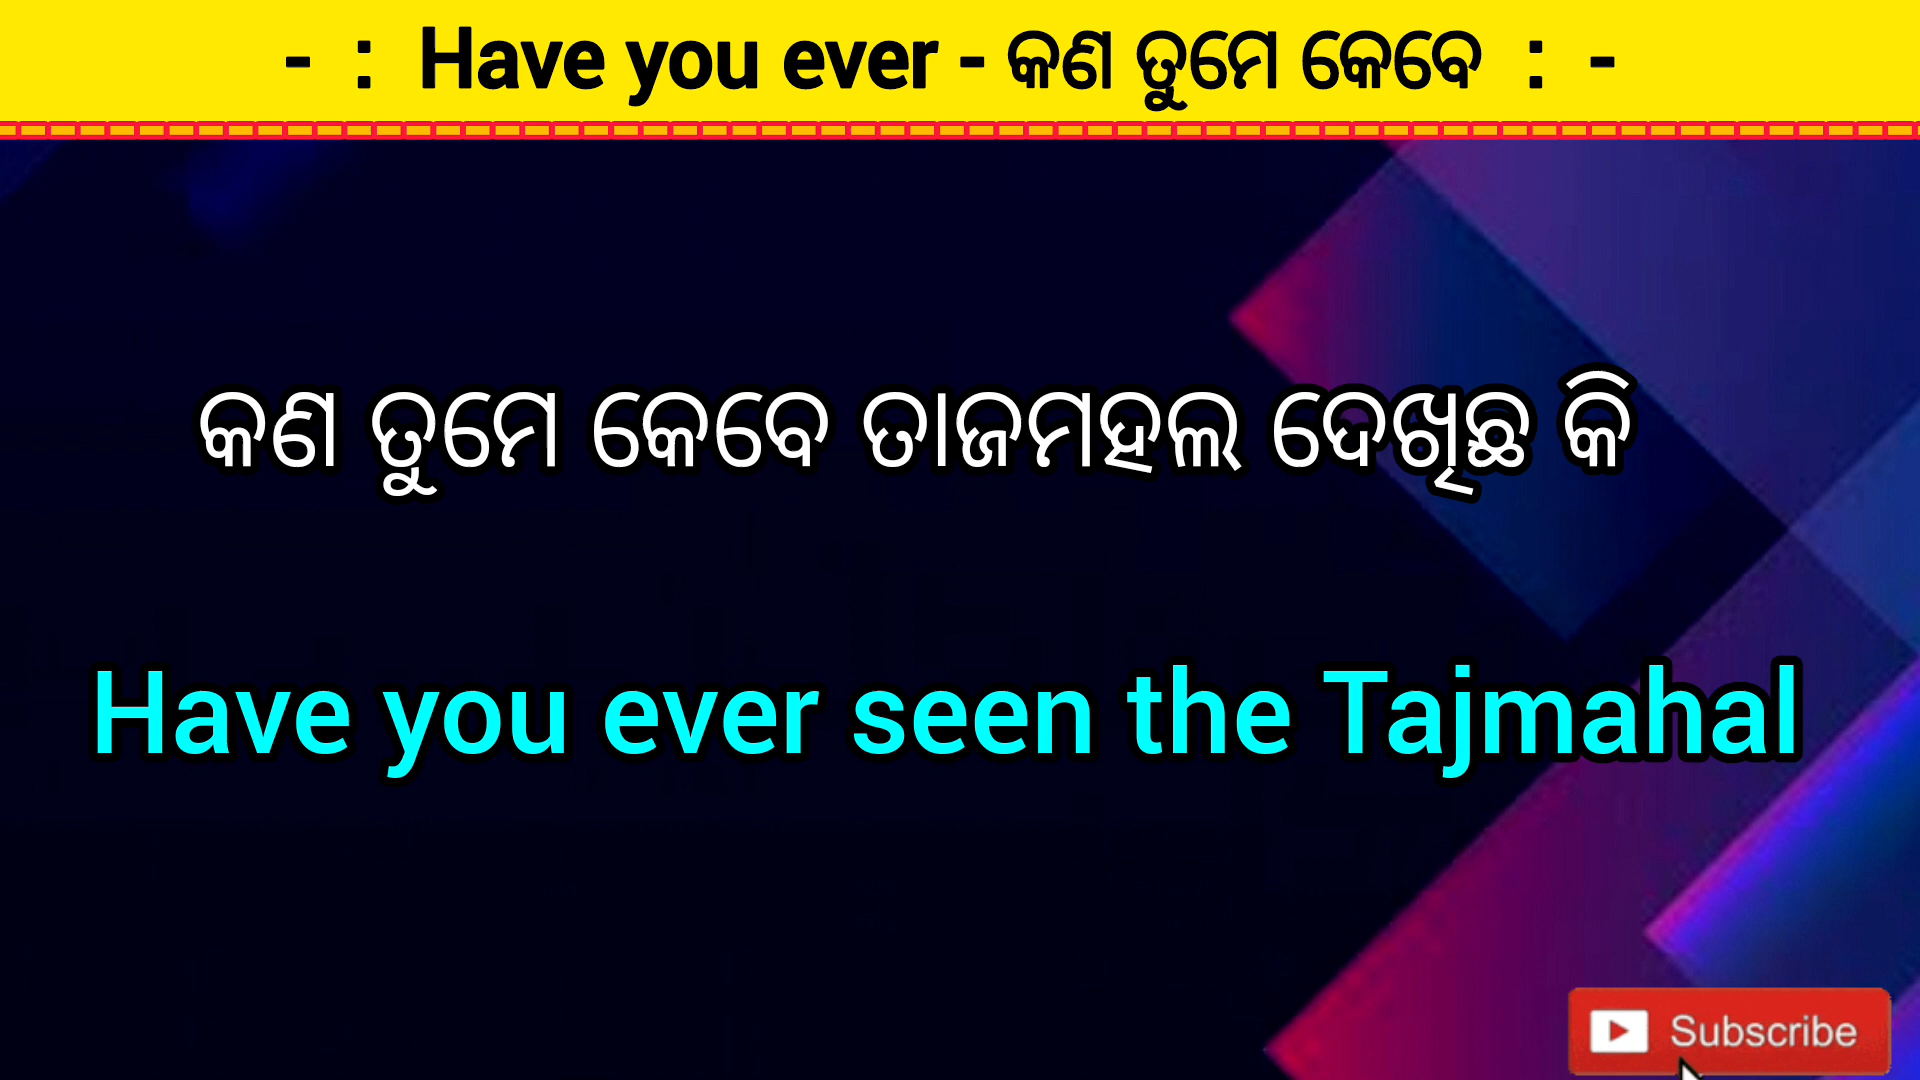 - : Have you ever - କଣ ତୁମେ କେବେ : -
କଣ ତୁମେ କେବେ ତାଜମହଲ ଦେଖିଛ କି
Have you ever seen the Tajmahal
Subscribe